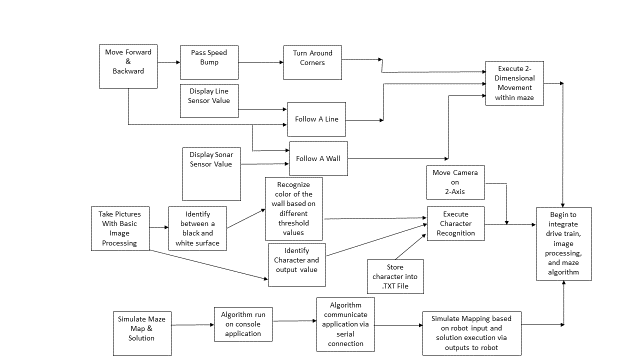 Move Forward
&
Backward
Pass Speed
Bump
Turn Around
Corners
Execute 2-
Dimensional
Movement
within maze
Display Line
Sensor Value
Follow A Line
Display Sonar
Sensor Value
Follow A Wall
Move Camera
on
2-Axis
Recognize
color of the
wall based on
different
threshold
values
Take Pictures
With Basic
Image
Processing
Identify
between a
black and
white surface
Execute
Character
Recognition
Begin to
integrate
drive train,
image
processing,
and maze
algorithm
Identify
Character and
output value
Store
character into
.TXT File
Simulate Maze
Map &
Solution
Algorithm run
on console
application
Algorithm
communicate
application via
serial
connection
Simulate Mapping based
on robot input and
solution execution via
outputs to robot